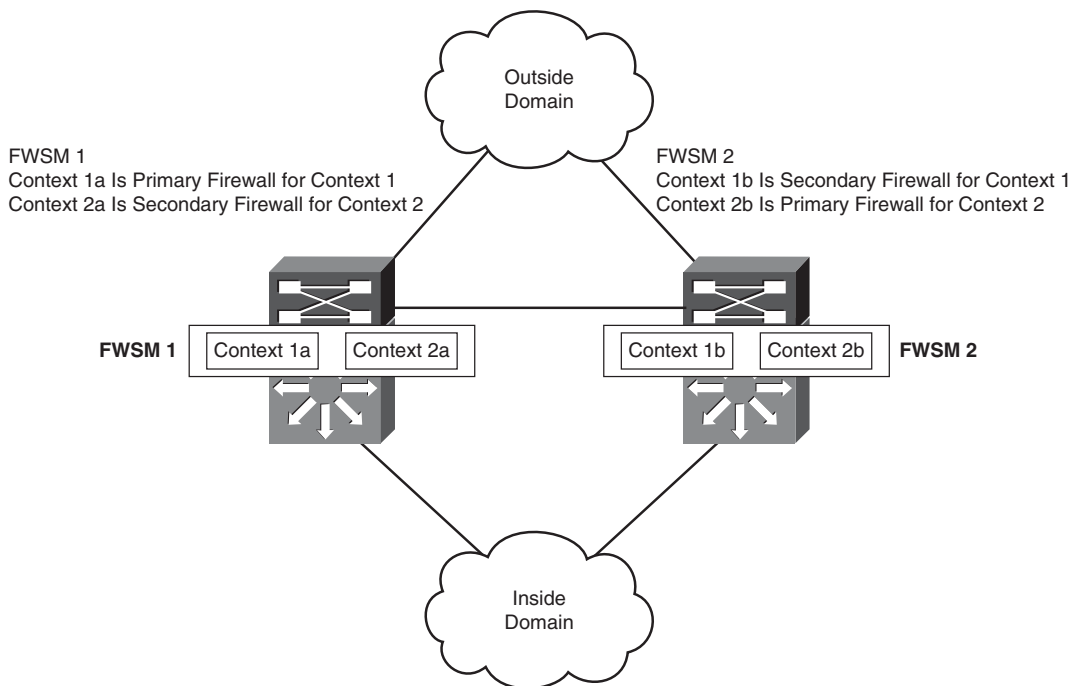 Outside
Domain
FWSM 1
Context 1a Is Primary Firewall for Context 1
Context 2a Is Secondary Firewall for Context 2
FWSM 2
Context 1b Is Secondary Firewall for Context 1
Context 2b Is Primary Firewall for Context 2
FWSM 1
Context 1a
Context 2a
Context 1b
Context 2b
FWSM 2
Inside
Domain